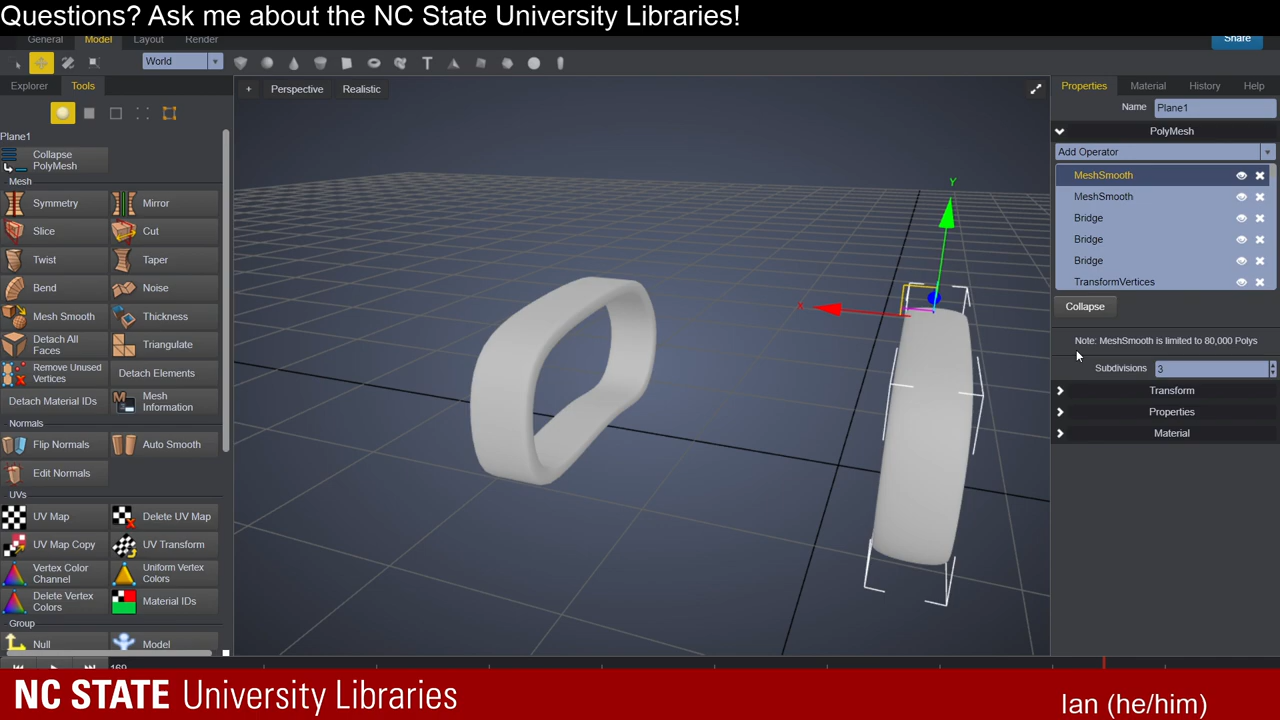 Questions? Ask me about the NC State University Libraries!
General Model Layout Render
Share
World
Explorer Tools
Perspective Realistic
Properties Material History Help
Name Plane1
Plane1
PolyMesh
Collapse
PolyMesh
Add Operator
Mesh
MeshSmooth
Symmetry Mirror
MeshSmooth
Slice Cut
Bridge
Twist Taper
Bridge
Bend Noise
Bridge
Mesh Smooth Thickness
TransformVertices
Detach All
Faces
Triangulate
Collapse
Remove Unused
Vertices
Detach Elements
Note: MeshSmooth is limited to 80,000 Polys
Detach Material IDs
Mesh
Information
Subdivisions 3
Normals
Transform
Flip Normals Auto Smooth
Properties
Edit Normals
Material
UVs
UV Map Delete UV Map
UV Map Copy UV Transform
Vertex Color
Channel
Uniform Vertex
Colors
Delete Vertex
Colors
Material IDs
Group
Null Model
Y
X
169
NC STATE University Libraries
Ian (he/him)